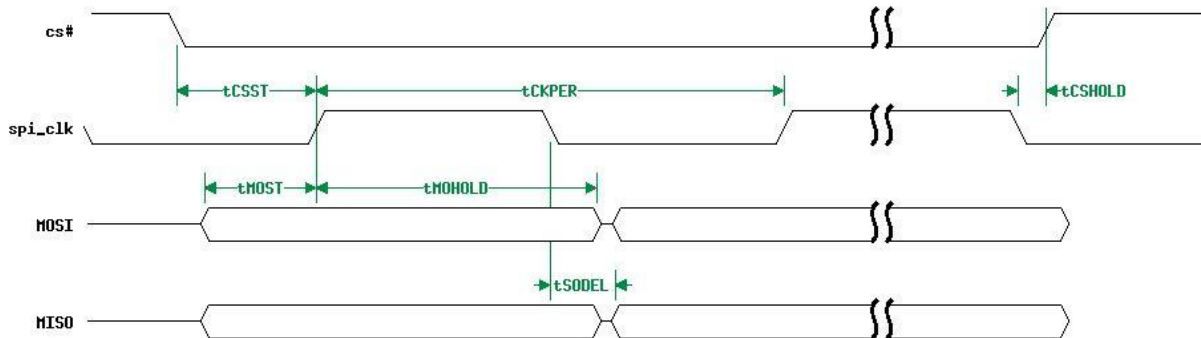 cs#
tCSST
tCKPER
tCSHOLD
spi_clk
tMOST
tMOHOLD
MOSI
tSODEL
MISO